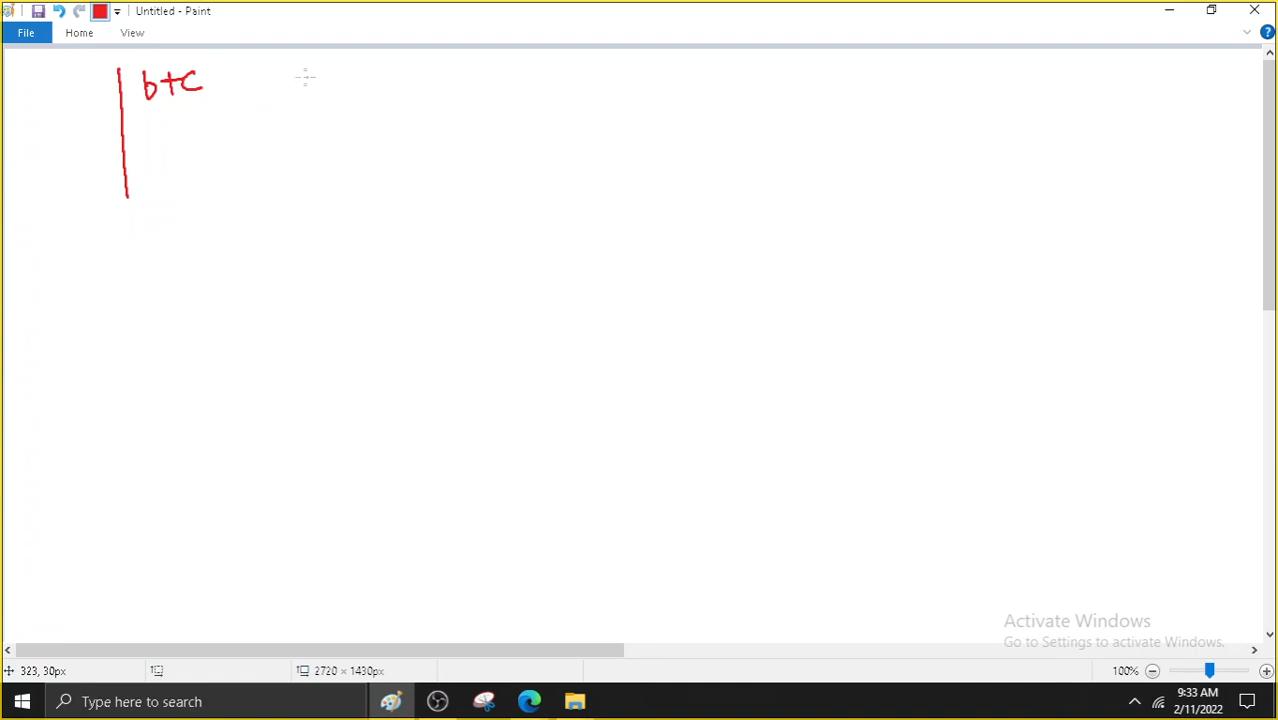 Untitled - Paint
File Home View
b+c
Activate Windows
Go to Settings to activate Windows.
323, 30px
2720 × 1430px
100%
Type here to search
9:33 AM
2/11/2022